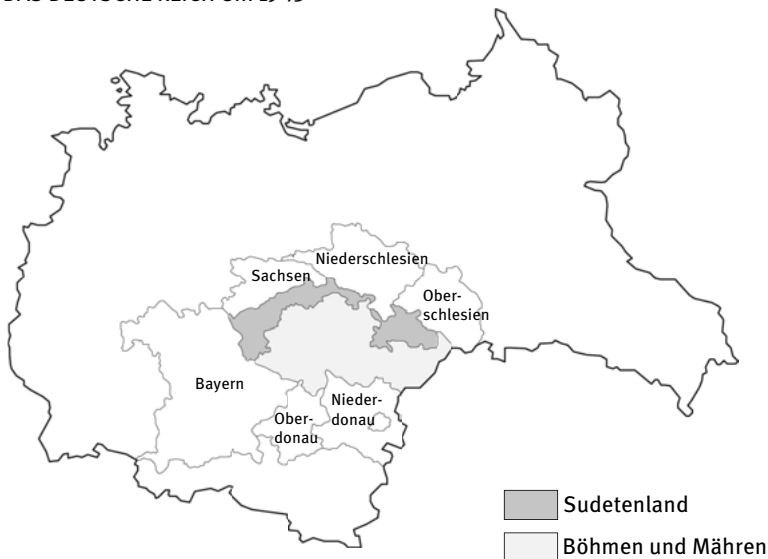 Niederschlesien
Sachsen
Ober-
schlesien
Bayern
Nieder-
donau
Ober-
donau
Sudetenland
Böhmen und Mähren